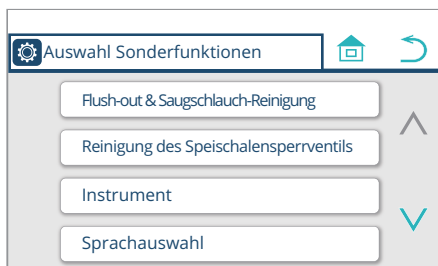 Auswahl Sonderfunktionen
Flush-out & Saugschlauch-Reinigung
Reinigung des Speischalensperrventils
Instrument
Sprachauswahl